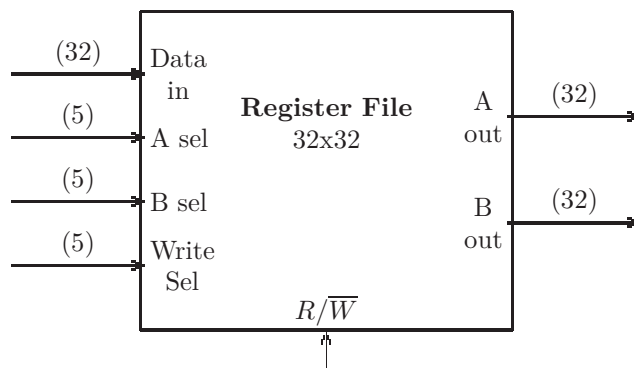 (32)
Data
in
(5)
A sel
(5)
B sel
(5)
Write
Sel
Register File
32x32
R/W̅
A
out
(32)
B
out
(32)